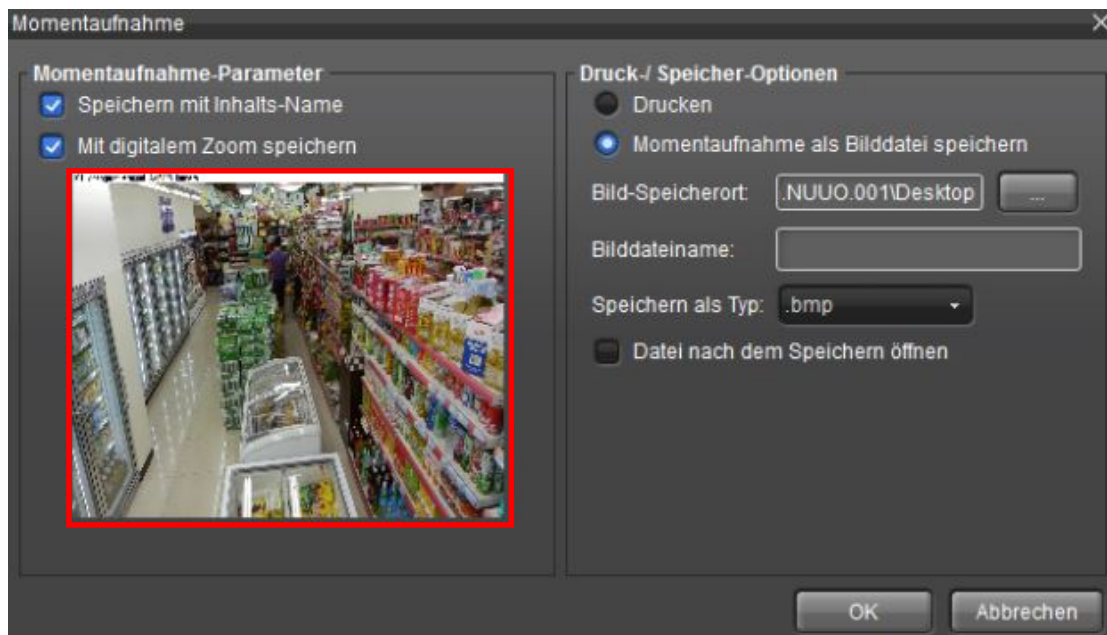 Momentaufnahme
Momentaufnahme-Parameter
Speichern mit Inhalts-Name
Mit digitalem Zoom speichern
Druck-/ Speicher-Optionen
Drucken
Momentaufnahme als Bilddatei speichern
Bild-Speicherort: .NUUO.001\Desktop ...
Bilddateiname:
Speichern als Typ: .bmp
Datei nach dem Speichern öffnen
OK Abbrechen